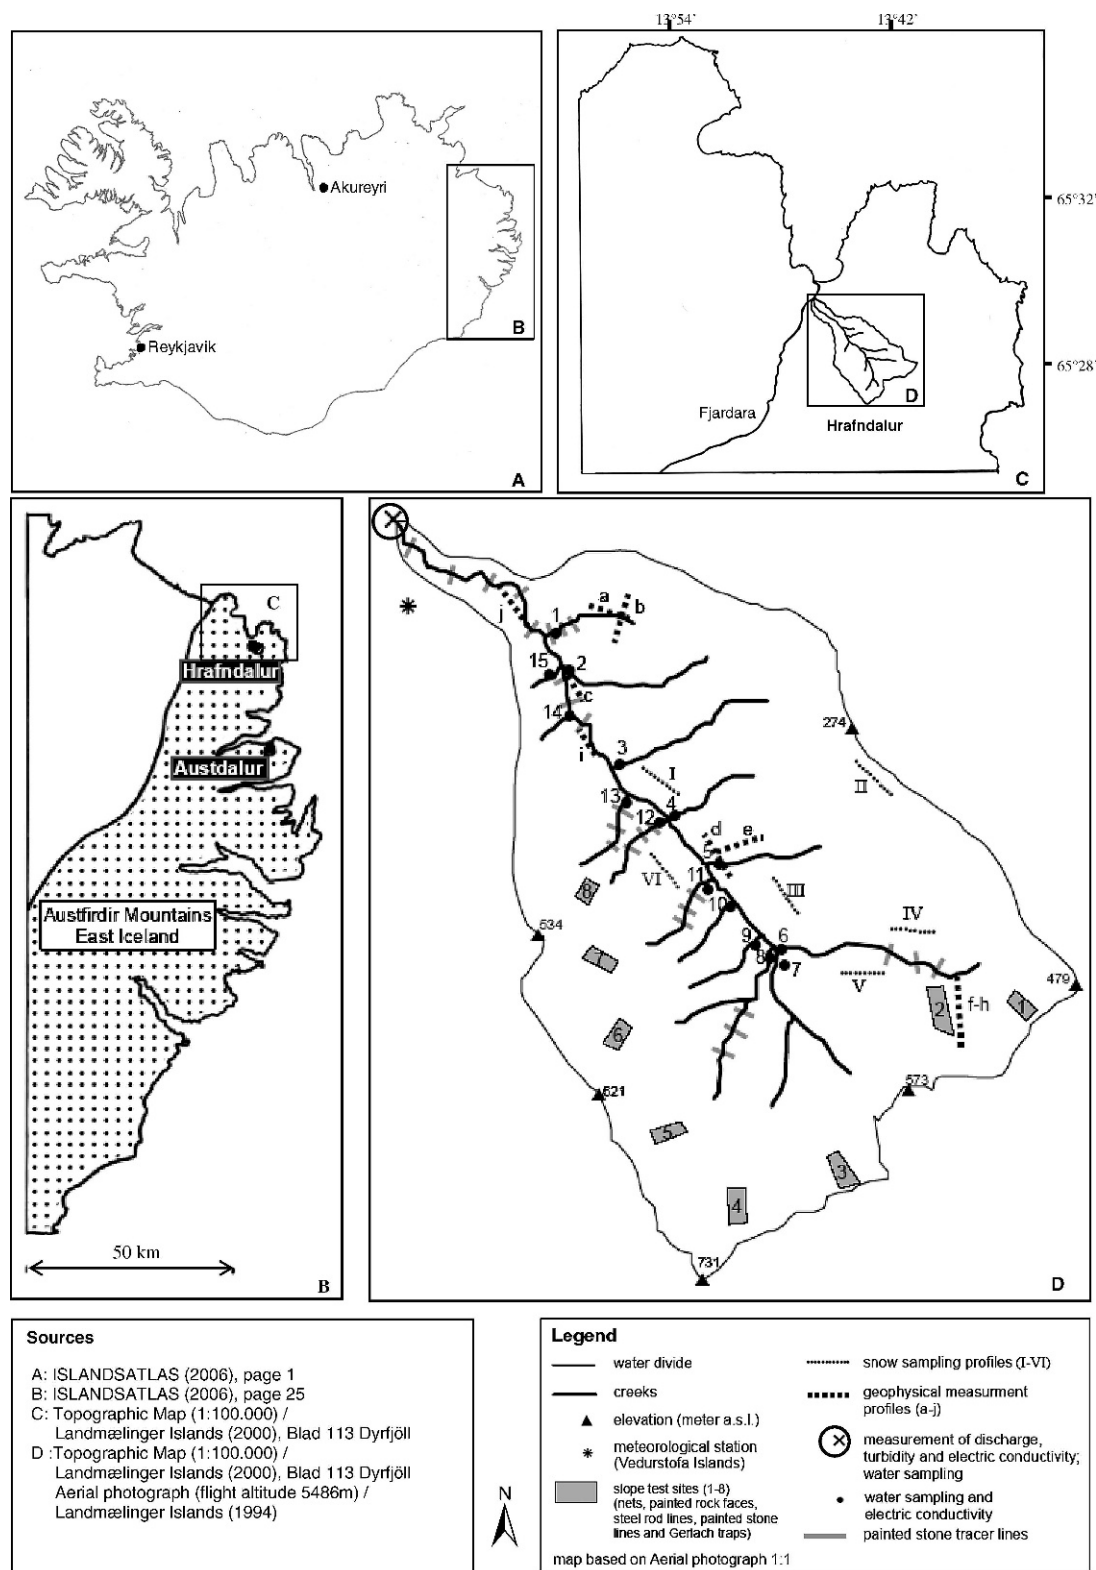 13°54'
13°42'
Akureyri
Reykjavik
B
A
65°32'
65°28'
Fjardara
D
Hrafndalur
C
C
Hrafndalur
Austdalur
Austfirdir Mountains
East Iceland
50 km
B
a
b
j
1
15
2
c
14
i
3
I
274
II
13
12
4
d
e
5
VI
11
III
8
10
534
9
6
IV
8
7
7
V
479
f-h
2
1
6
521
573
5
3
4
731
D
Sources
A: ISLANDSATLAS (2006), page 1
B: ISLANDSATLAS (2006), page 25
C: Topographic Map (1:100.000) /
Landmælinger Islands (2000), Blad 113 Dyrfjöll
D :Topographic Map (1:100.000) /
Landmælinger Islands (2000), Blad 113 Dyrfjöll
Aerial photograph (flight altitude 5486m) /
Landmælinger Islands (1994)
N
Legend
water divide
creeks
elevation (meter a.s.l.)
meteorological station
(Vedurstofa Islands)
slope test sites (1-8)
(nets, painted rock faces,
steel rod lines, painted stone
lines and Gerlach traps)
map based on Aerial photograph 1:1
snow sampling profiles (I-VI)
geophysical measurment
profiles (a-j)
measurement of discharge,
turbidity and electric conductivity;
water sampling
water sampling and
electric conductivity
painted stone tracer lines